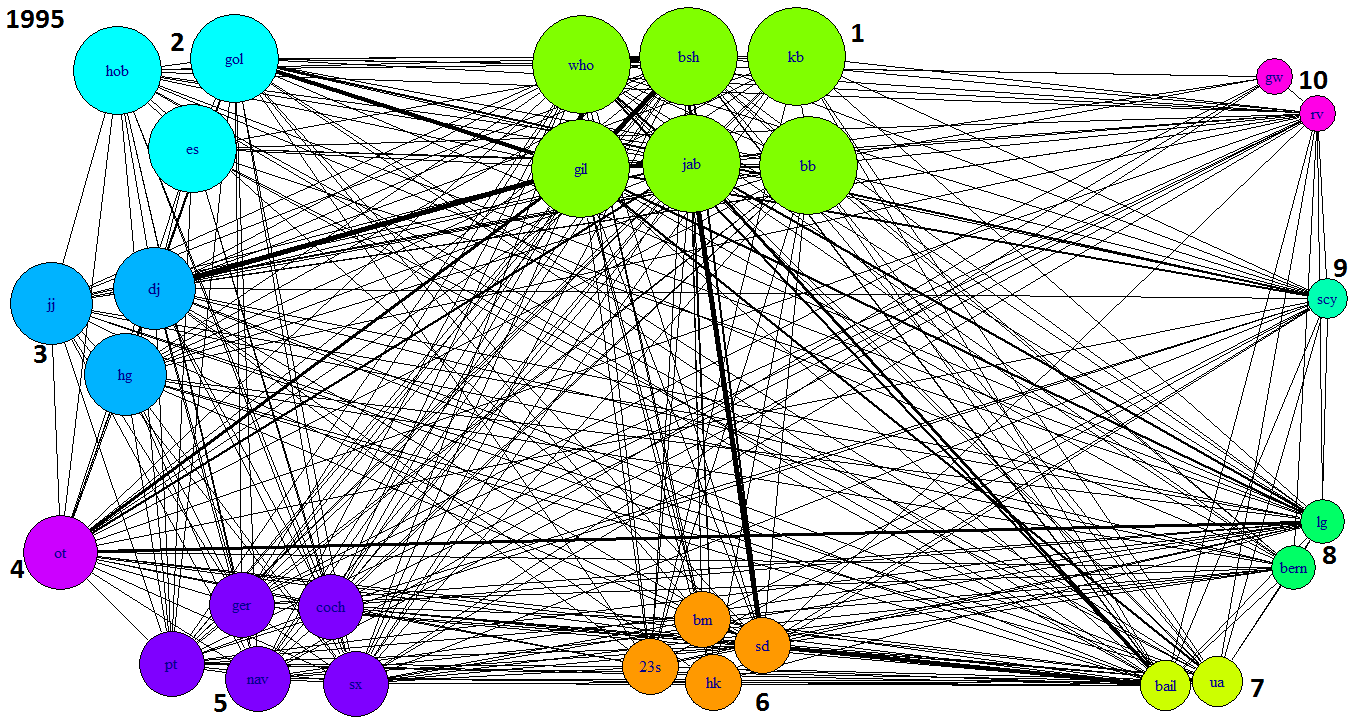 1995
2
hob
gol
es
who
bsh
kb
1
gil
jab
bb
gw
10
rv
jj
dj
3
hg
9
scy
ot
4
lg
bern
8
ger
coch
pt
nav
sx
5
bm
sd
23s
hk
6
bail
ua
7